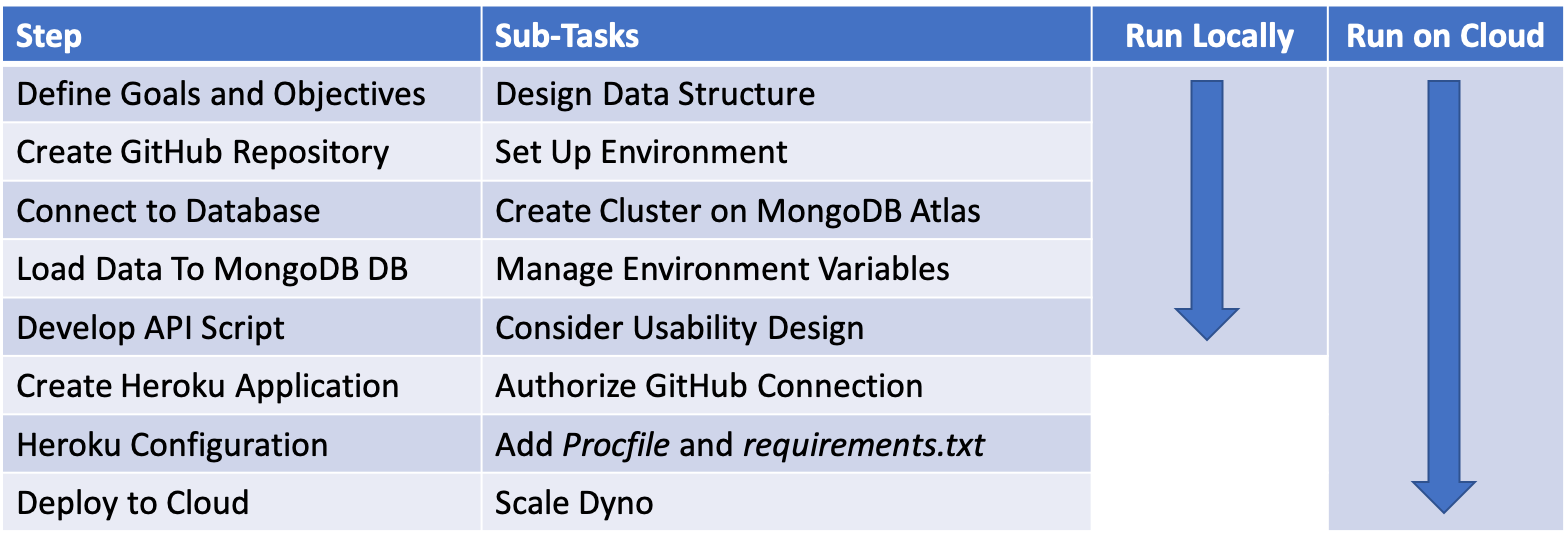 Step Sub-Tasks Run Locally Run on Cloud
Define Goals and Objectives Design Data Structure
Create GitHub Repository Set Up Environment
Connect to Database Create Cluster on MongoDB Atlas
Load Data To MongoDB DB Manage Environment Variables
Develop API Script Consider Usability Design
Create Heroku Application Authorize GitHub Connection
Heroku Configuration Add Procfile and requirements.txt
Deploy to Cloud Scale Dyno